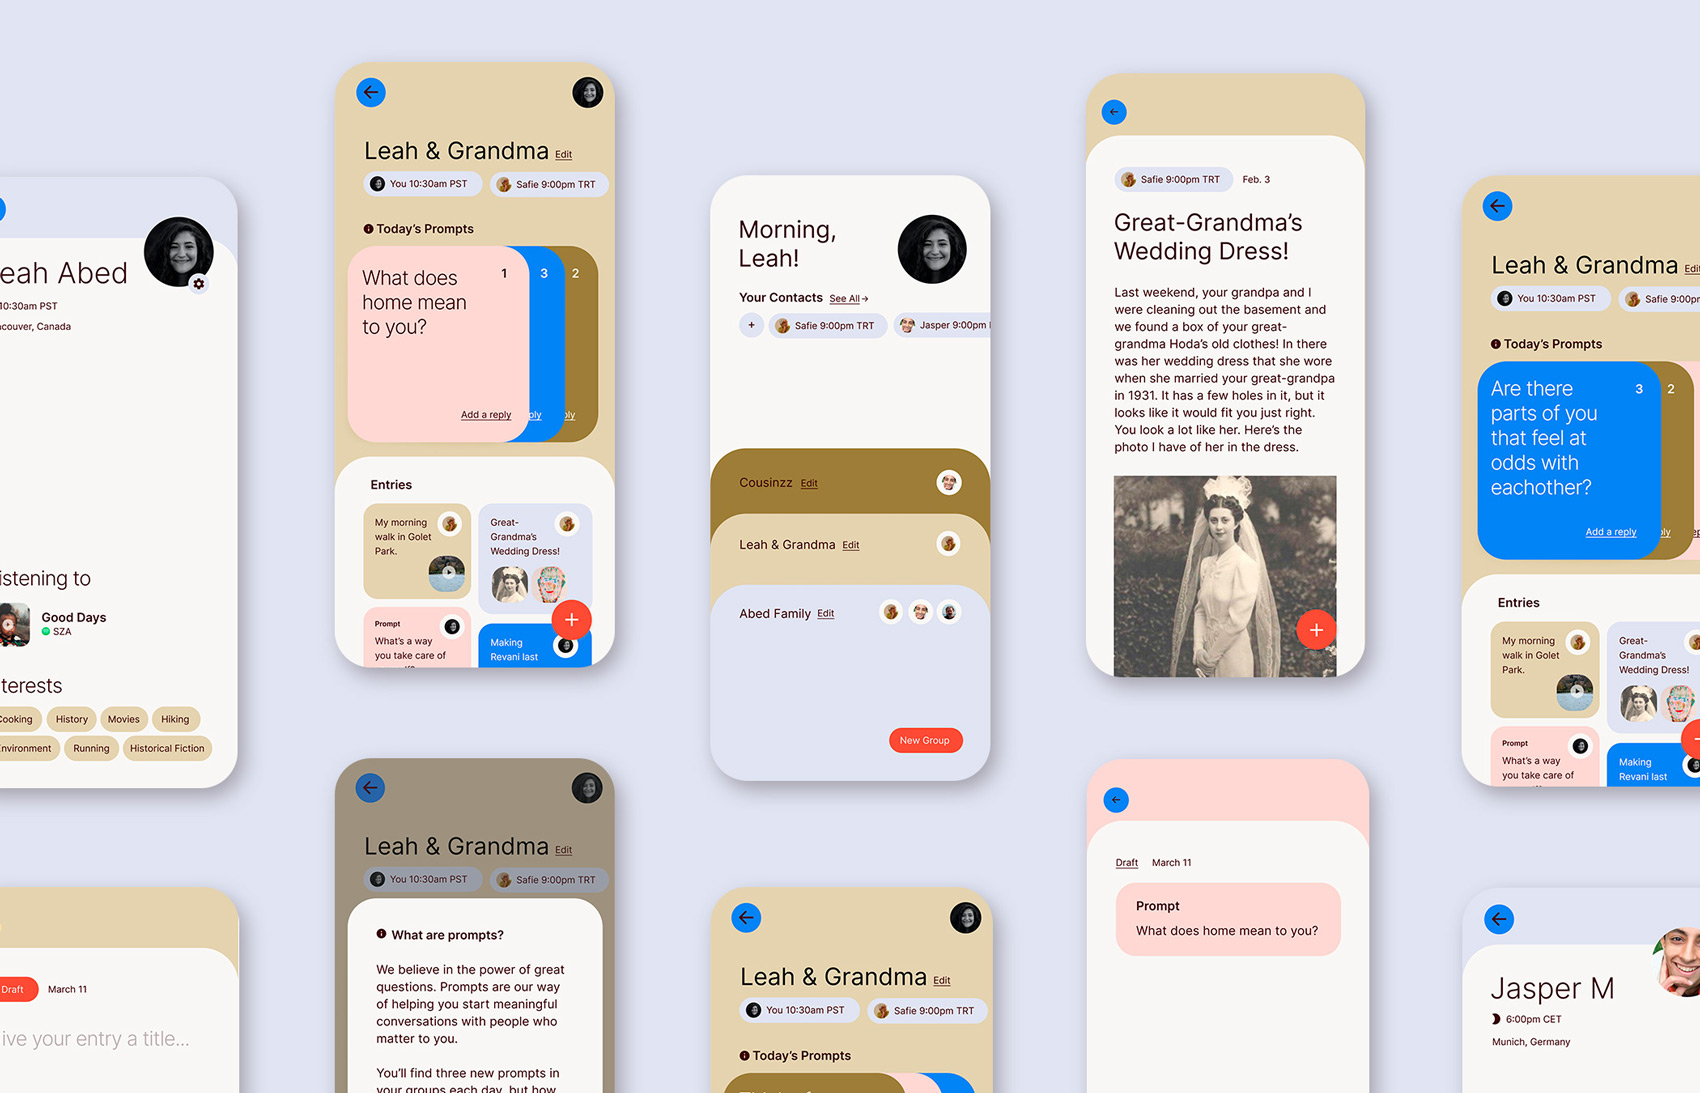 eah Abed
10:30am PST
ncouver, Canada
istening to
Good Days
SZA
terests
Cooking
History
Movies
Hiking
nvironment
Running
Historical Fiction
Draft
March 11
ive your entry a title...
Leah & Grandma Edit
You 10:30am PST
Safie 9:00pm TRT
Today's Prompts
What does
home mean
to you?
1
3
2
Add a reply
ply
ply
Entries
My morning
walk in Golet
Park.
Great-
Grandma's
Wedding Dress!
Prompt
What's a way
you take care of
Making
Revani last
Leah & Grandma Edit
You 10:30am PST
Safie 9:00pm TRT
What are prompts?
We believe in the power of great
questions. Prompts are our way
of helping you start meaningful
conversations with people who
matter to you.
You'll find three new prompts in
your groups each day, but how
Morning,
Leah!
Your Contacts See All→
+
Safie 9:00pm TRT
Jasper 9:00pm
Cousinzz Edit
Leah & Grandma Edit
Abed Family Edit
New Group
Leah & Grandma Edit
You 10:30am PST
Safie 9:00pm TRT
Today's Prompts
Safie 9:00pm TRT
Feb. 3
Great-Grandma's
Wedding Dress!
Last weekend, your grandpa and I
were cleaning out the basement and
we found a box of your great-
grandma Hoda's old clothes! In there
was her wedding dress that she wore
when she married your great-grandpa
in 1931. It has a few holes in it, but it
looks like it would fit you just right.
You look a lot like her. Here's the
photo I have of her in the dress.
Draft
March 11
Prompt
What does home mean to you?
Leah & Grandma Edit
You 10:30am PST
Safie 9:00p
Today's Prompts
Are there
parts of you
that feel at
odds with
eachother?
3
2
Add a reply
ply
Entries
My morning
walk in Golet
Park.
Great-
Grandma's
Wedding Dress!
Prompt
What's a way
you take care of
Making
Revani last
Jasper M
6:00pm CET
Munich, Germany